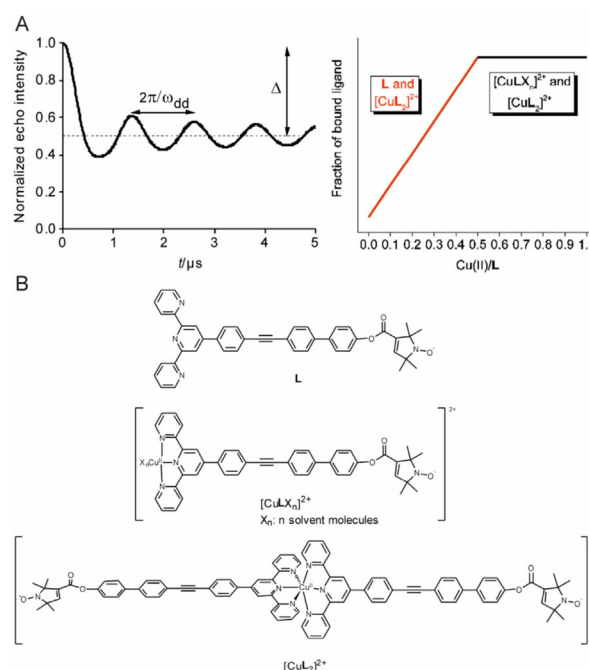 A
Normalized echo intensity
1.0
0.8
0.6
0.4
0.2
0.0
2π/ωdd
Δ
0 1 2 3 4 5
t/µs
Fraction of bound ligand
L and
[CuL2]2+
[CuLXn]2+ and
[CuL2]2+
0.0 0.1 0.2 0.3 0.4 0.5 0.6 0.7 0.8 0.9 1.0
Cu(II)/L
B
N
N
N
O
O
N-O·
L
2+
N
XnCuII
N
N
O
O
N-O·
[CuLXn]2+
Xn: n solvent molecules
·O-N
O
O
N
N
N
CuII
N
N
N
O
O
N-O·
[CuL2]2+